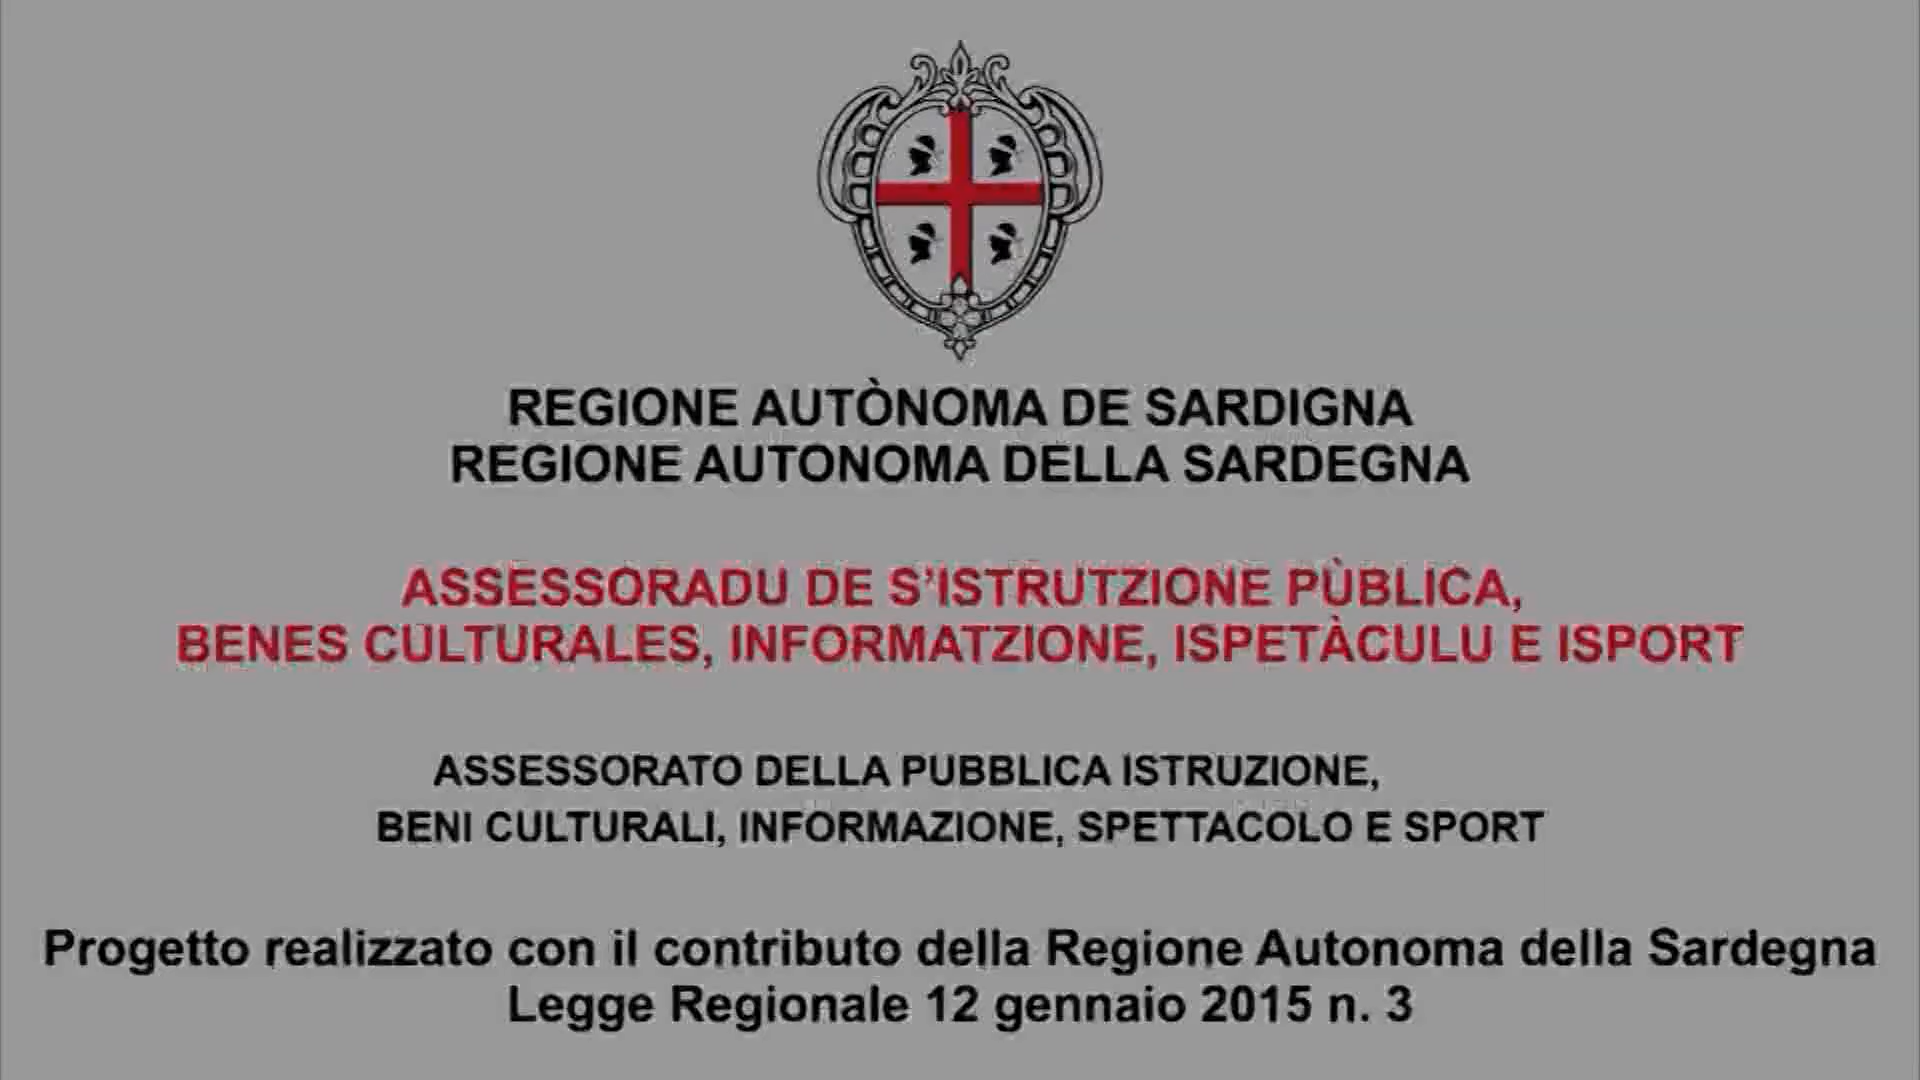 REGIONE AUTÒNOMA DE SARDIGNA
REGIONE AUTONOMA DELLA SARDEGNA
ASSESSORADU DE S’ISTRUTZIONE PÙBLICA,
BENES CULTURALES, INFORMATZIONE, ISPETÀCULU E ISPORT
ASSESSORATO DELLA PUBBLICA ISTRUZIONE,
BENI CULTURALI, INFORMAZIONE, SPETTACOLO E SPORT
Progetto realizzato con il contributo della Regione Autonoma della Sardegna
Legge Regionale 12 gennaio 2015 n. 3